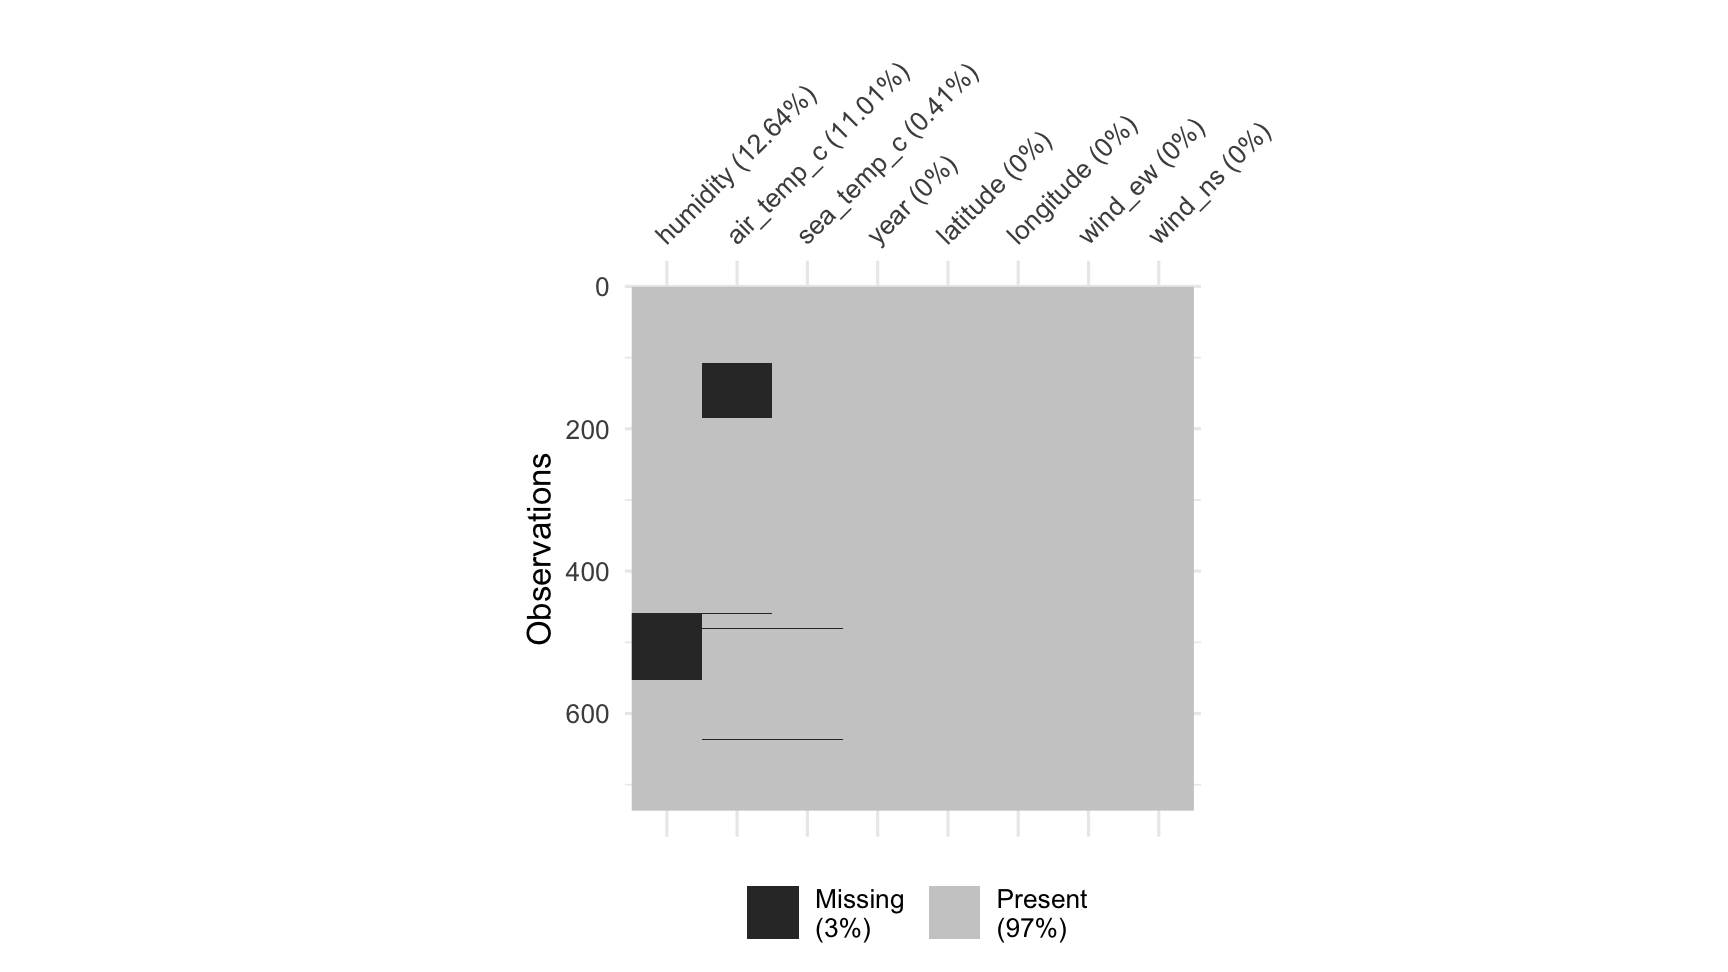 humidity (12.64%)
air_temp_c (11.01%)
sea_temp_c (0.41%)
year (0%)
latitude (0%)
longitude (0%)
wind_ew (0%)
wind_ns (0%)
0
200
400
600
Observations
Missing
(3%)
Present
(97%)